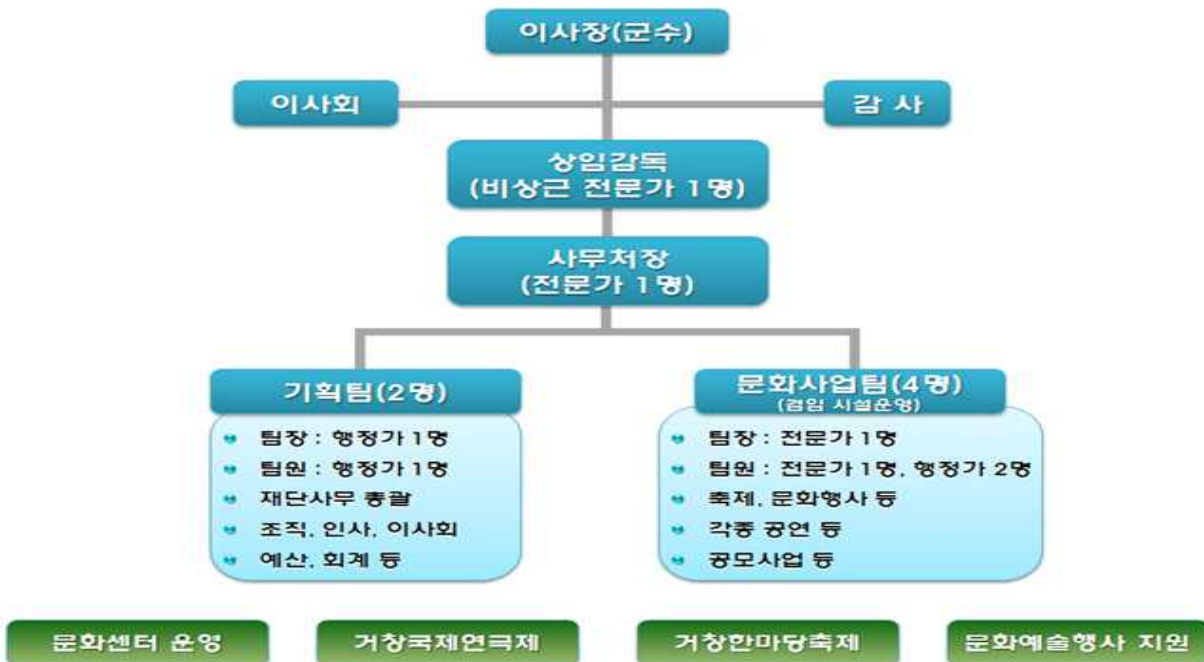 이사장(군수)
이사회
감 사
상임감독
(비상근 전문가 1명)
사무처장
(전문가 1명)
기획팀(2명)
팀장 : 행정가 1명
팀원 : 행정가 1명
재단사무 총괄
조직, 인사, 이사회
예산, 회계 등
문화사업팀(4명)
(겸임 시설운영)
팀장 : 전문가 1명
팀원 : 전문가 1명, 행정가 2명
축제, 문화행사 등
각종 공연 등
공모사업 등
문화센터 운영
거창국제연극제
거창한마당축제
문화예술행사 지원